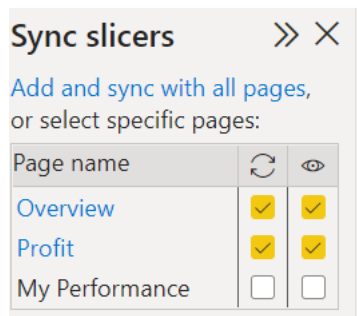 Sync slicers
Add and sync with all pages,
or select specific pages:
Page name
Overview
Profit
My Performance